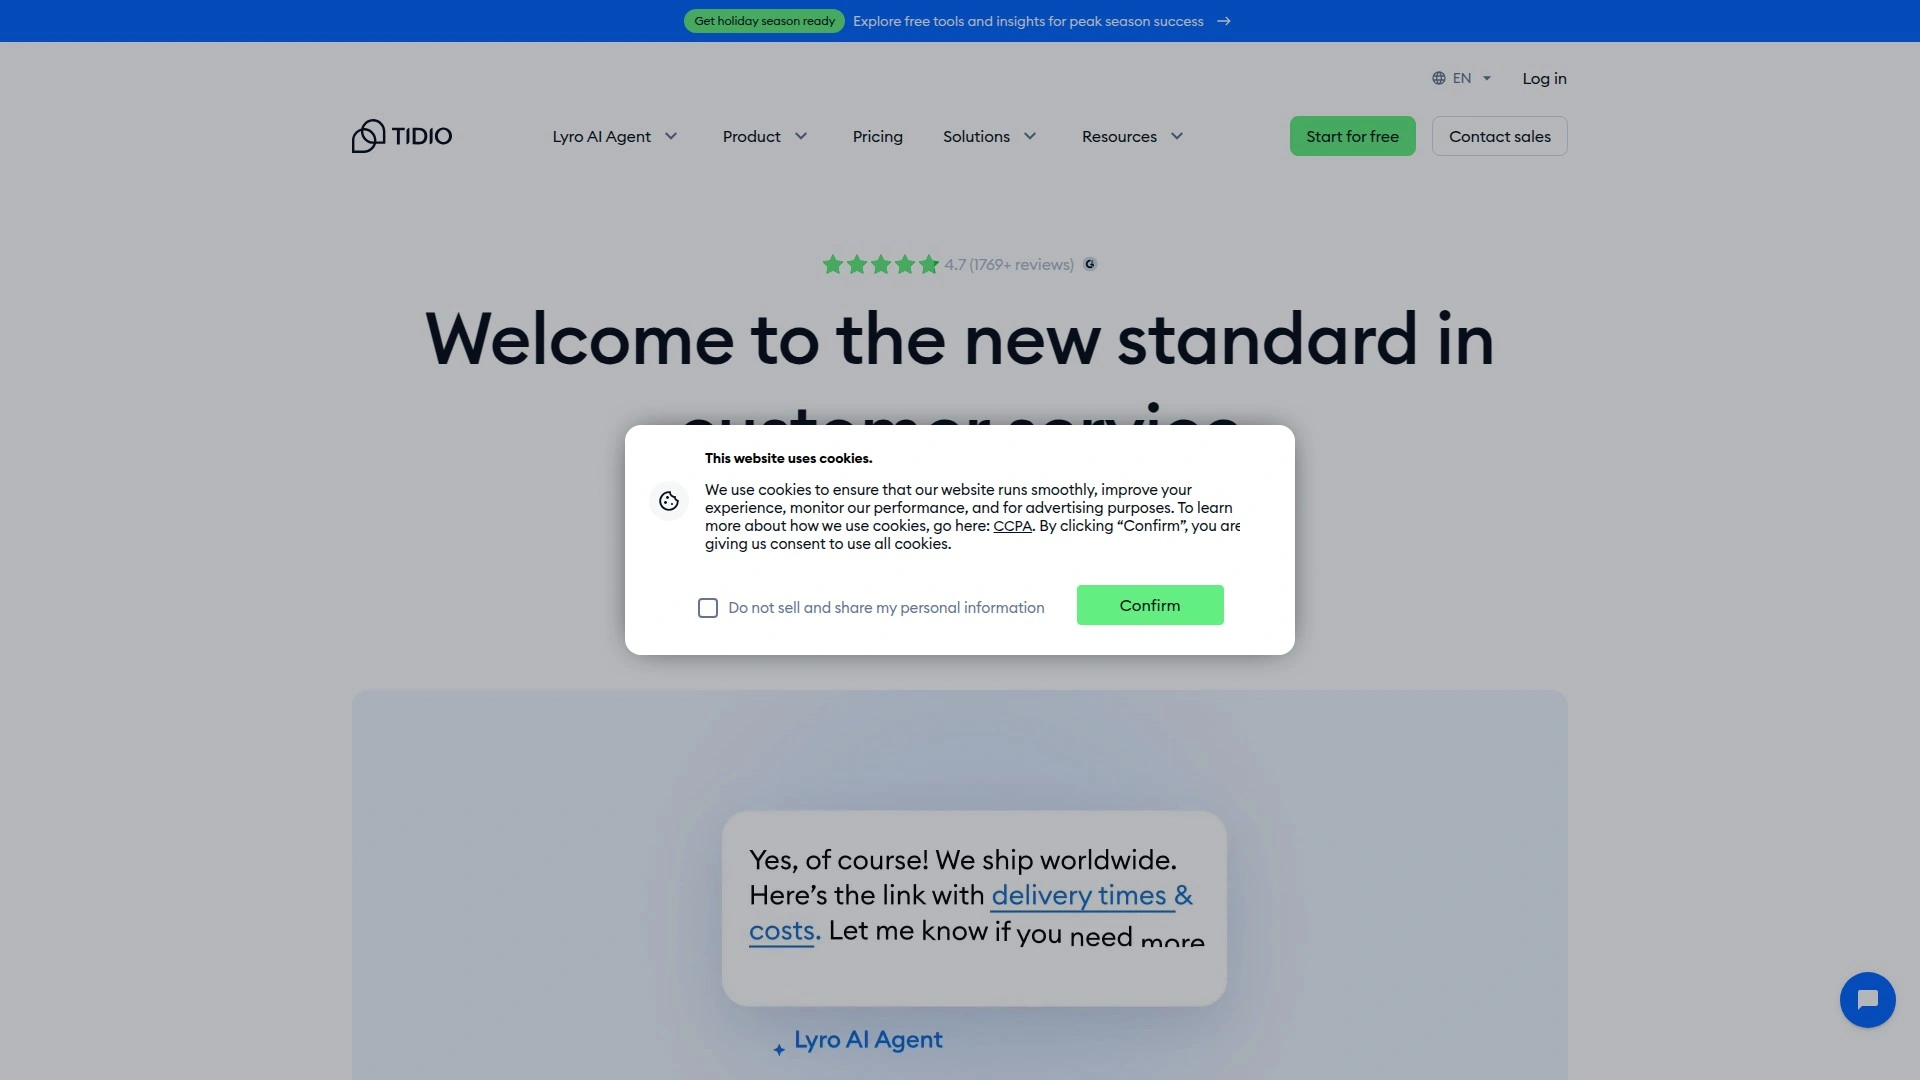 Get holiday season ready Explore free tools and insights for peak season success
EN Log in
TIDIO Lyro AI Agent Product Pricing Solutions Resources Start for free Contact sales
4.7 (1769+ reviews)
Welcome to the new standard in
customer service
This website uses cookies.
We use cookies to ensure that our website runs smoothly, improve your
experience, monitor our performance, and for advertising purposes. To learn
more about how we use cookies, go here: CCPA. By clicking “Confirm”, you are
giving us consent to use all cookies.
Do not sell and share my personal information Confirm
Yes, of course! We ship worldwide.
Here’s the link with delivery times &
costs. Let me know if you need more
Lyro AI Agent